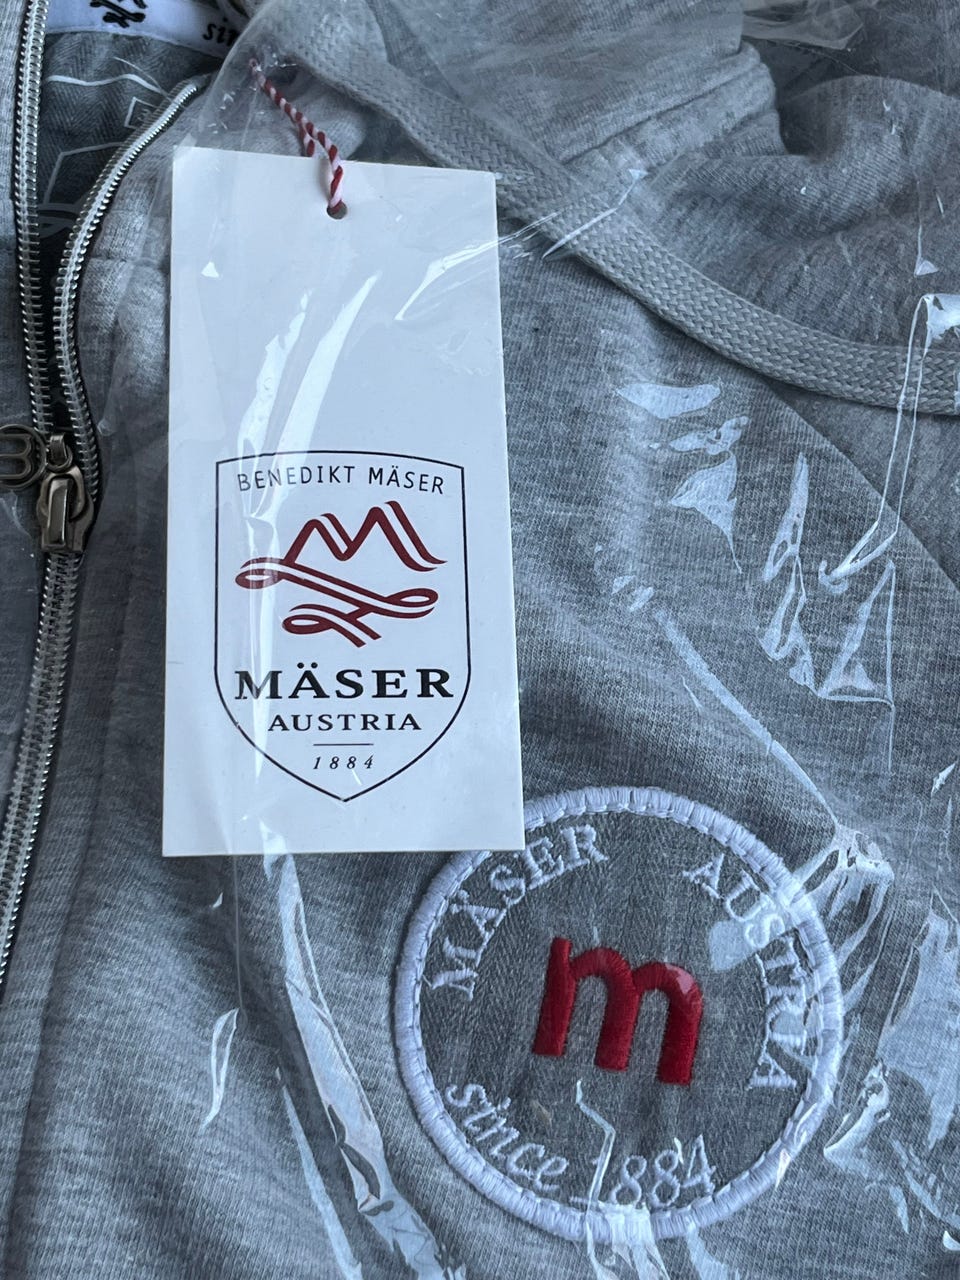 BENEDIKT MÄSER
MÄSER
AUSTRIA
1884
MÄSER AUSTRIA
m
since 1884